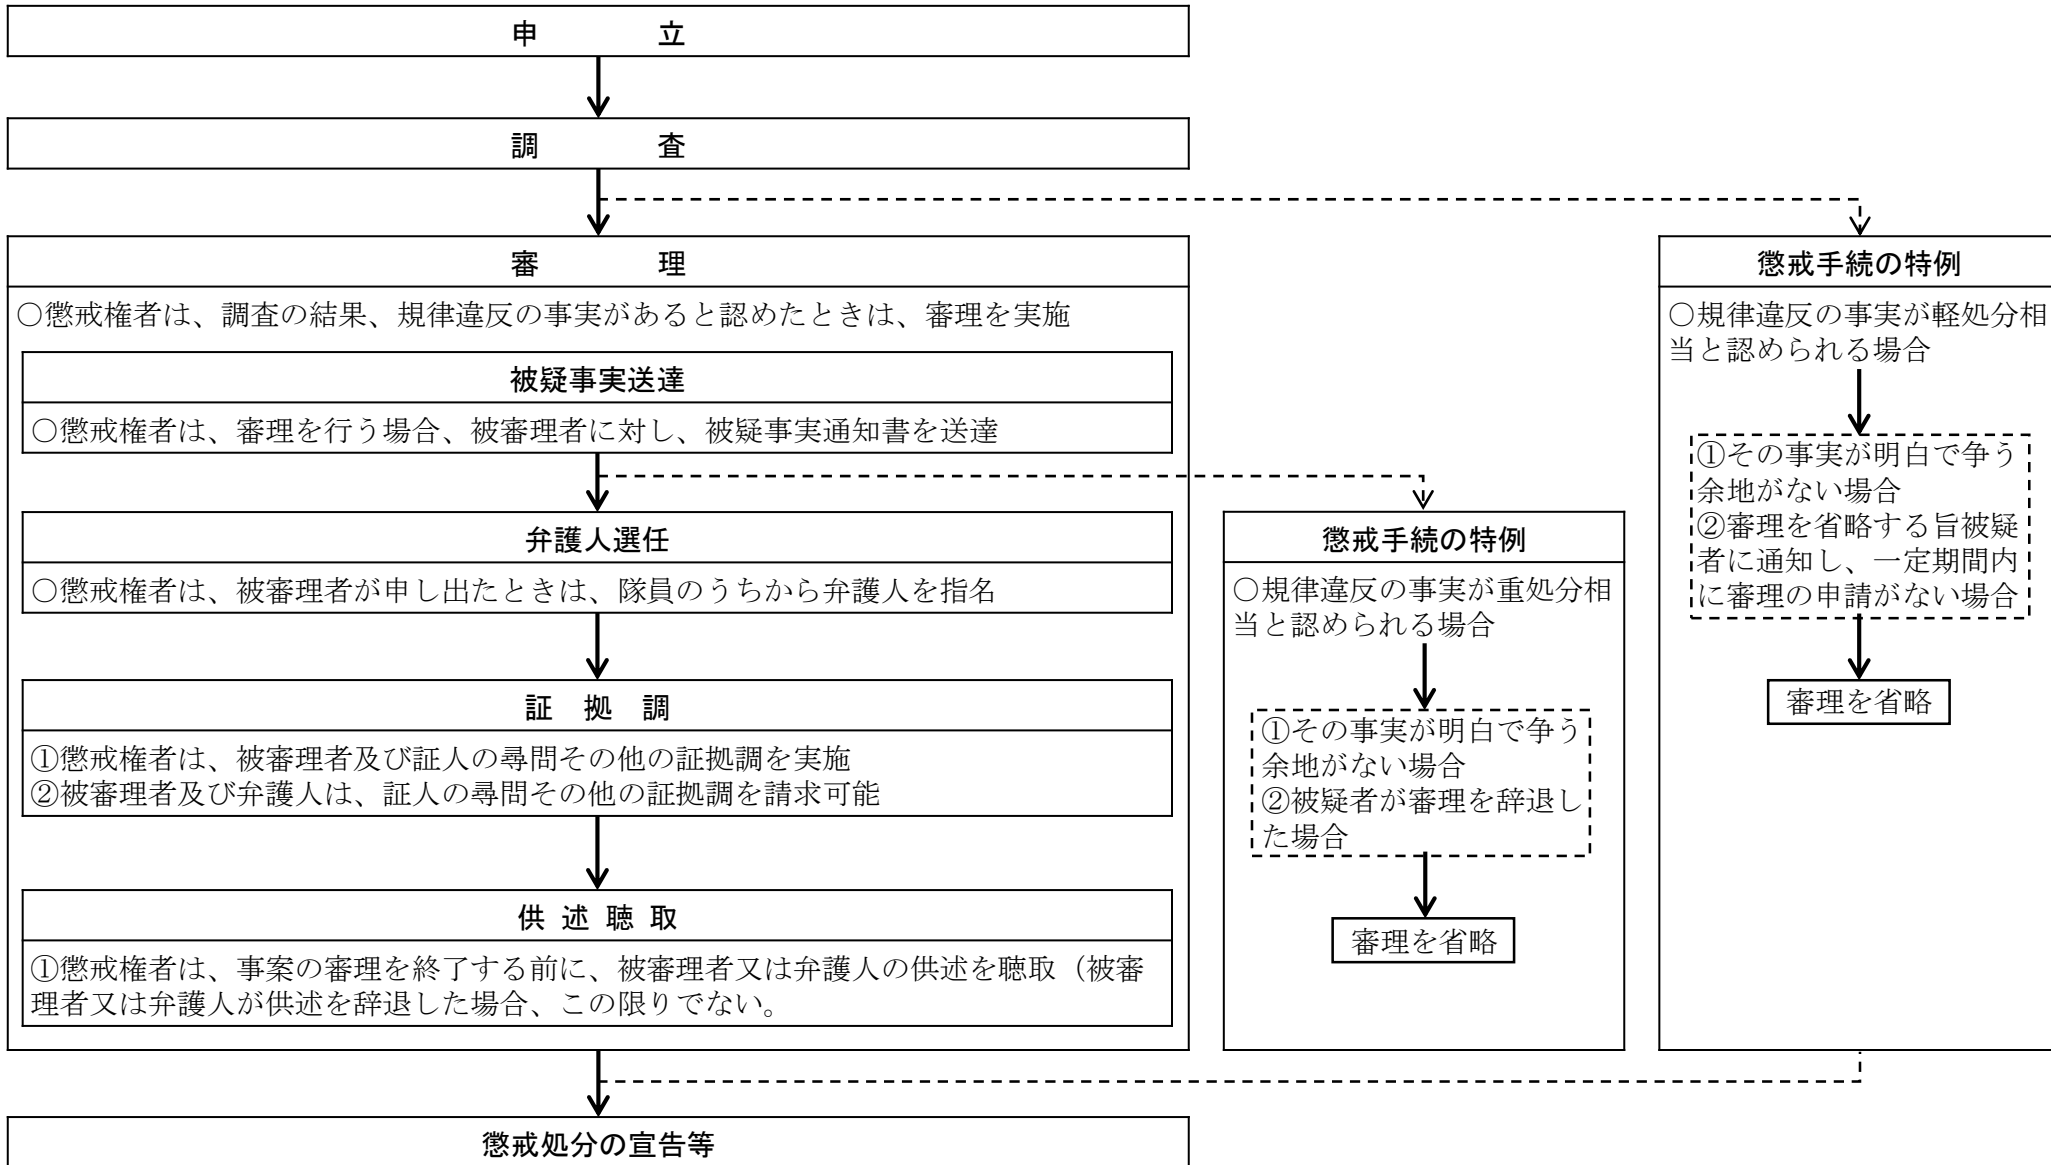 申　　　立
調　　　査
審　　　理
○懲戒権者は、調査の結果、規律違反の事実があると認めたときは、審理を実施
被疑事実送達
○懲戒権者は、審理を行う場合、被審理者に対し、被疑事実通知書を送達
弁護人選任
○懲戒権者は、被審理者が申し出たときは、隊員のうちから弁護人を指名
証　拠　調
①懲戒権者は、被審理者及び証人の尋問その他の証拠調を実施
②被審理者及び弁護人は、証人の尋問その他の証拠調を請求可能
供 述 聴 取
①懲戒権者は、事案の審理を終了する前に、被審理者又は弁護人の供述を聴取（被審
理者又は弁護人が供述を辞退した場合、この限りでない。
懲戒手続の特例
○規律違反の事実が重処分相
当と認められる場合
①その事実が明白で争う
余地がない場合
②被疑者が審理を辞退し
た場合
審理を省略
懲戒手続の特例
○規律違反の事実が軽処分相
当と認められる場合
①その事実が明白で争う
余地がない場合
②審理を省略する旨被疑
者に通知し、一定期間内
に審理の申請がない場合
審理を省略
懲戒処分の宣告等